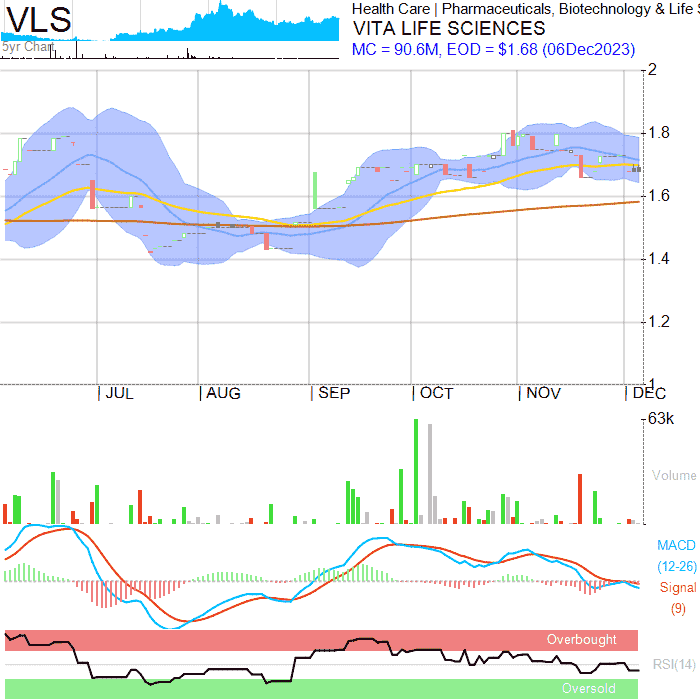 VLS
Health Care | Pharmaceuticals, Biotechnology & Life S
VITA LIFE SCIENCES
5yr Chart
MC = 90.6M, EOD = $1.68 (06Dec2023)
2
1.8
1.6
1.4
1.2
1
JUL
AUG
SEP
OCT
NOV
DEC
63k
Volume
MACD
(12-26)
Signal
(9)
Overbought
RSI(14)
Oversold